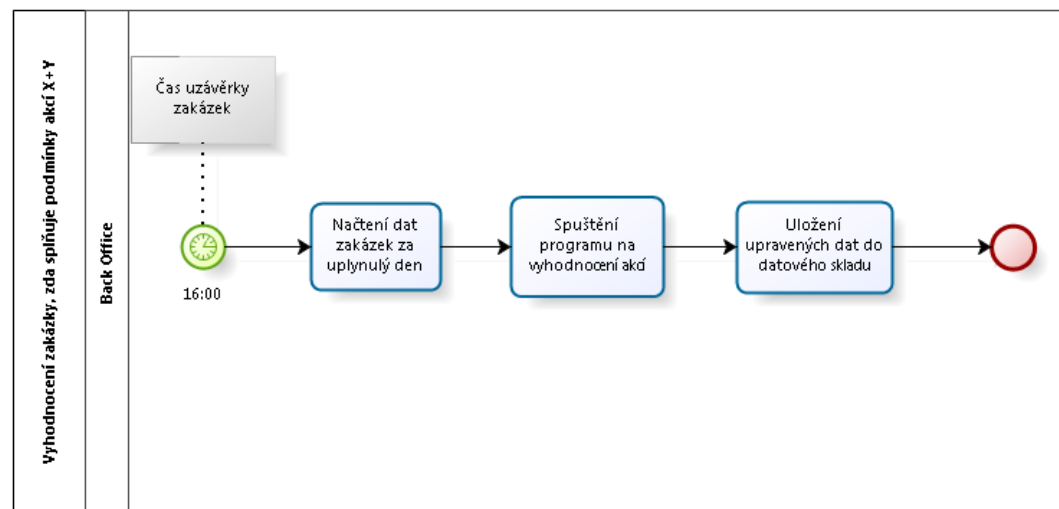 Vyhodnocení zakázky, zda splňuje podmínky akcí X+Y
Back Office
Čas uzávěrky
zakázek
16:00
Načtení dat
zakázek za
uplynulý den
Spuštění
programu na
vyhodnocení akcí
Uložení
upravených dat do
datového skladu